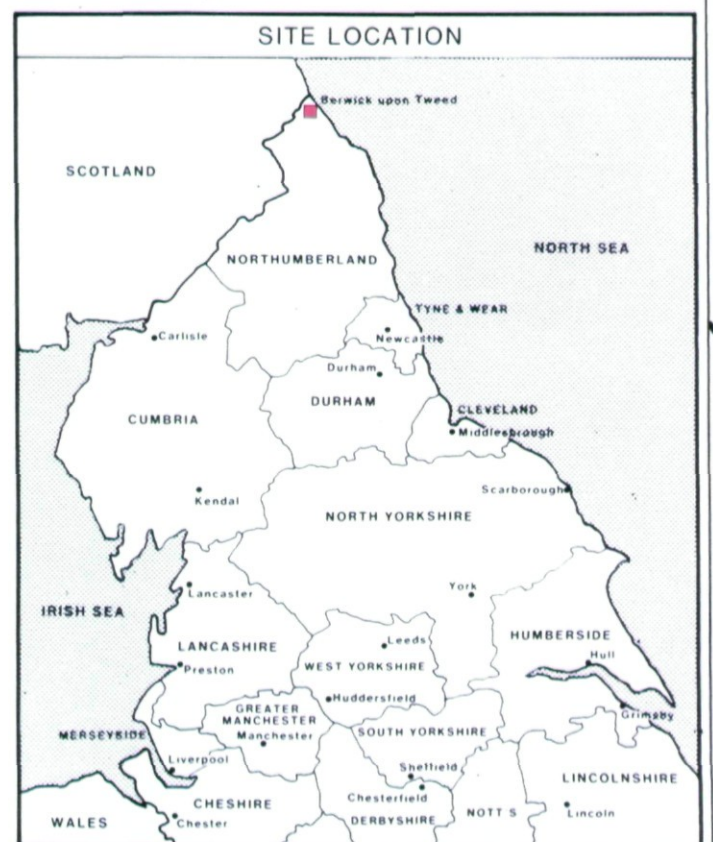 SITE LOCATION
Berwick upon Tweed
SCOTLAND
NORTH SEA
NORTHUMBERLAND
TYNE & WEAR
Carlisle
Newcastle
Durham
DURHAM
CLEVELAND
CUMBRIA
Middlesbrough
Kendal
Scarborough
NORTH YORKSHIRE
Lancaster
York
IRISH SEA
HUMBERSIDE
Leeds
LANCASHIRE
Hull
WEST YORKSHIRE
Preston
Huddersfield
GREATER
MANCHESTER
Grimsby
SOUTH YORKSHIRE
MERSEYSIDE
Manchester
Liverpool
Sheffield
LINCOLNSHIRE
Chesterfield
CHESHIRE
NOTT S
Lincoln
WALES
Chester
DERBYSHIRE